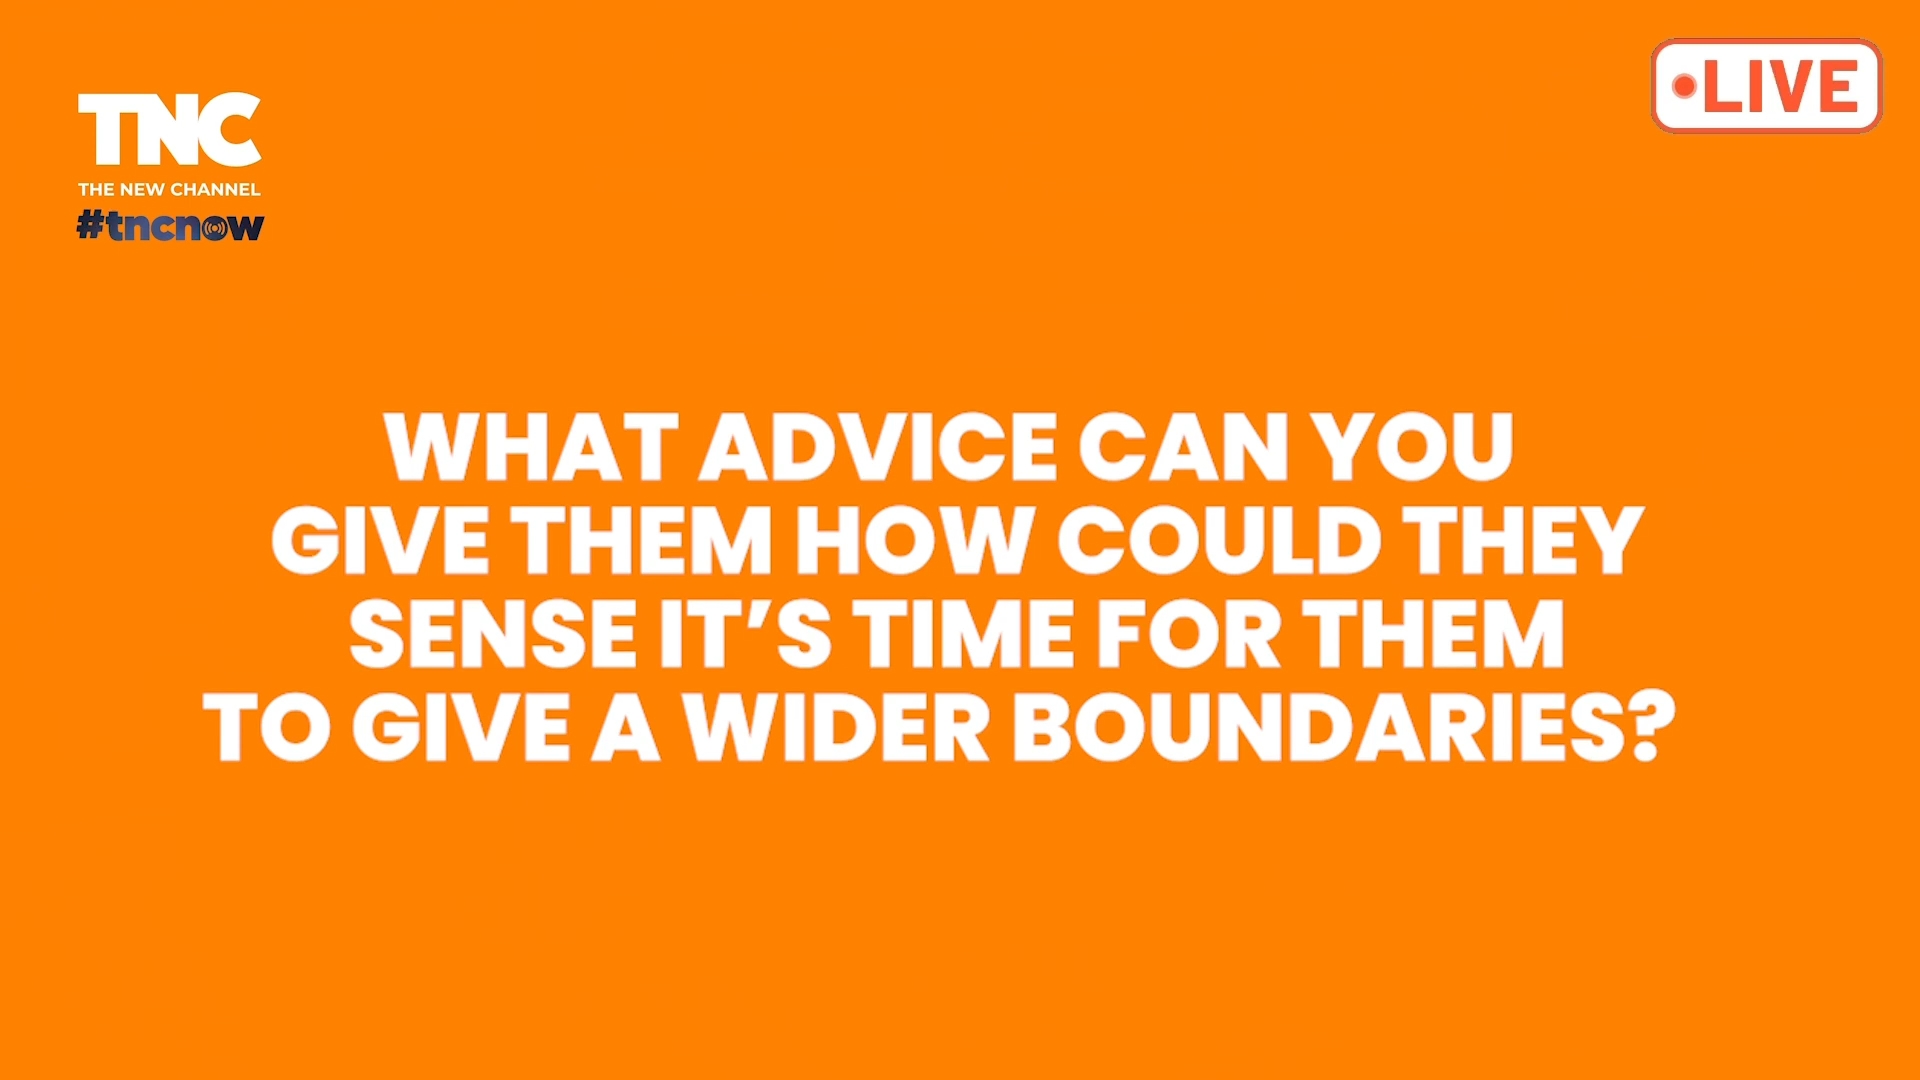 TNC
THE NEW CHANNEL
#tncnow
LIVE
WHAT ADVICE CAN YOU
GIVE THEM HOW COULD THEY
SENSE IT’S TIME FOR THEM
TO GIVE A WIDER BOUNDARIES?